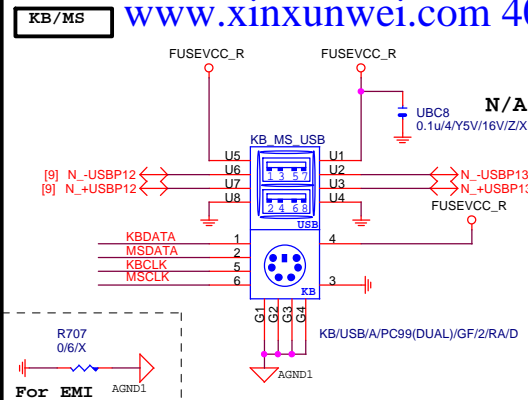 KB/MS
www.xinxunwei.com 40
FUSEVCC_R
FUSEVCC_R
N/A
UBC8
0.1u/4/Y5V/16V/Z/X
KB_MS_USB
U5
U1
[9] N_-USBP12
U6
U2
N_-USBP13
[9] N_+USBP12
U7
U3
N_+USBP13
U8
U4
FUSEVCC_R
1 3 5 7
2 4 6 8
USB
KBDATA
1
4
MSDATA
2
KBCLK
5
MSCLK
6
3
KB
G1
G2
G3
G4
KB/USB/A/PC99(DUAL)/GF/2/RA/D
AGND1
R707
0/6/X
For EMI
AGND1